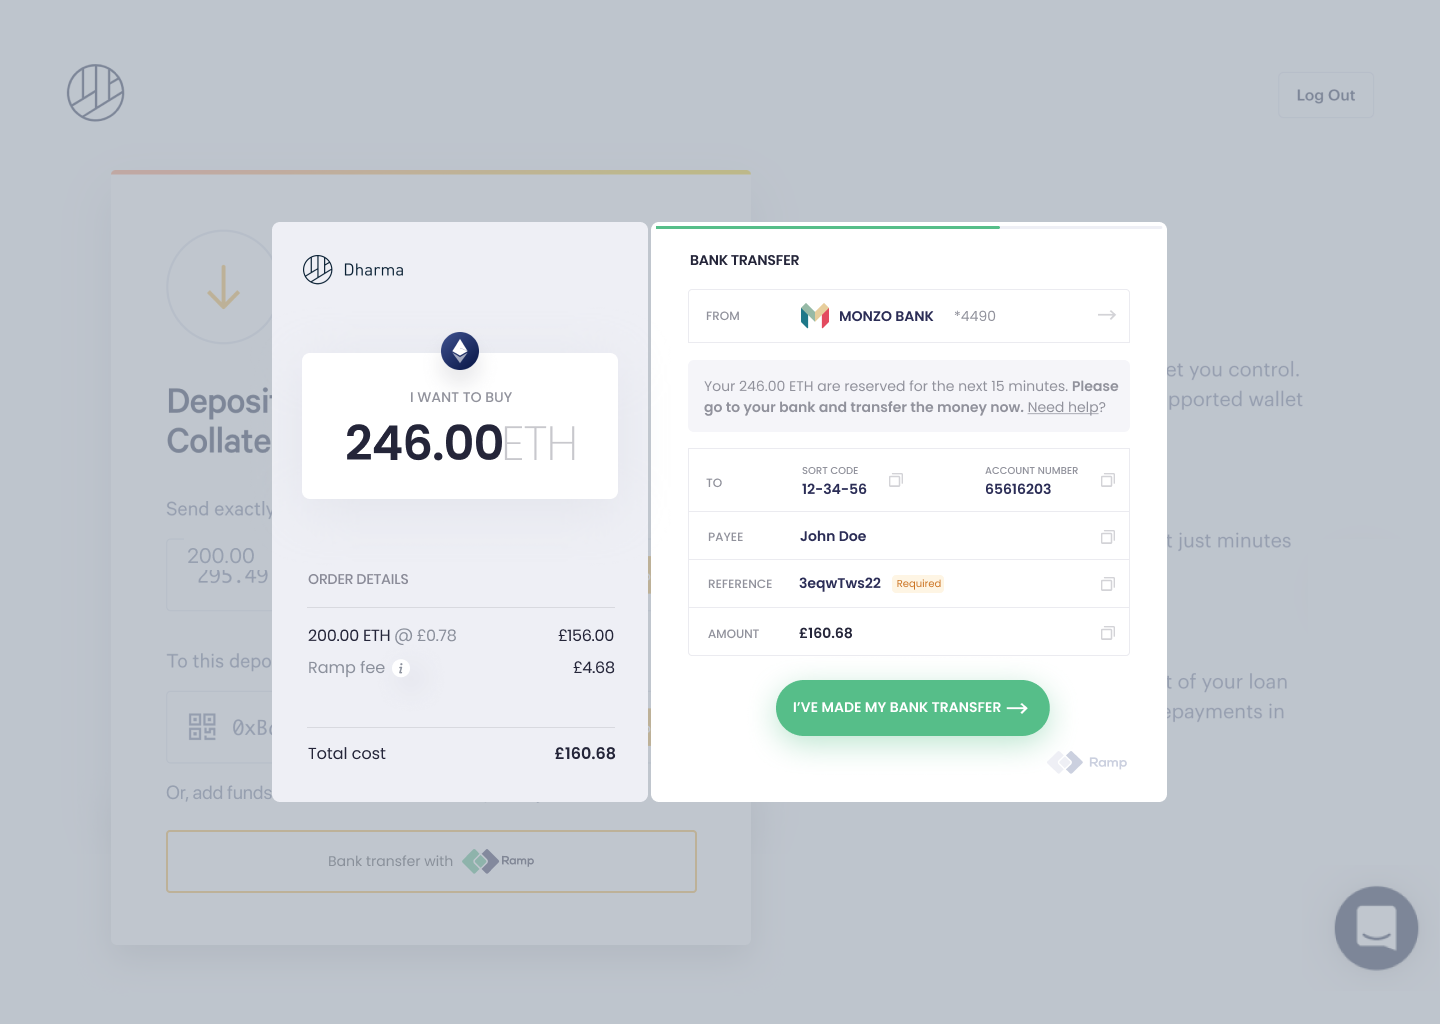 Log Out
Deposi
Collate
Send exactly
200.00
295.49
To this depo
0xB
Or, add funds
Bank transfer with Ramp
et you control.
pported wallet
t just minutes
t of your loan
epayments in
Dharma
I WANT TO BUY
246.00ETH
ORDER DETAILS
200.00 ETH @ £0.78 £156.00
Ramp fee i £4.68
Total cost £160.68
BANK TRANSFER
FROM MONZO BANK *4490
Your 246.00 ETH are reserved for the next 15 minutes. Please
go to your bank and transfer the money now. Need help?
SORT CODE ACCOUNT NUMBER
TO 12-34-56 65616203
PAYEE John Doe
REFERENCE 3eqwTws22 Required
AMOUNT £160.68
I'VE MADE MY BANK TRANSFER
Ramp